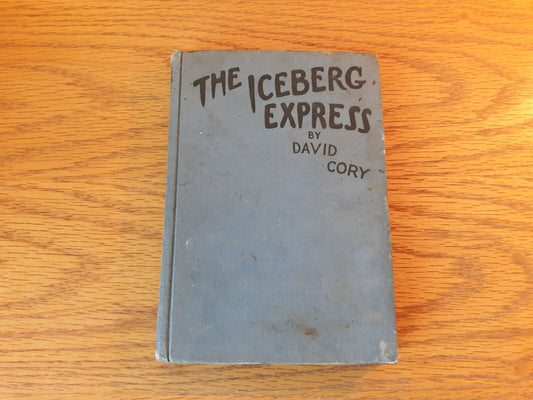 THE ICEBERG
EXPRESS
BY
DAVID
CORY